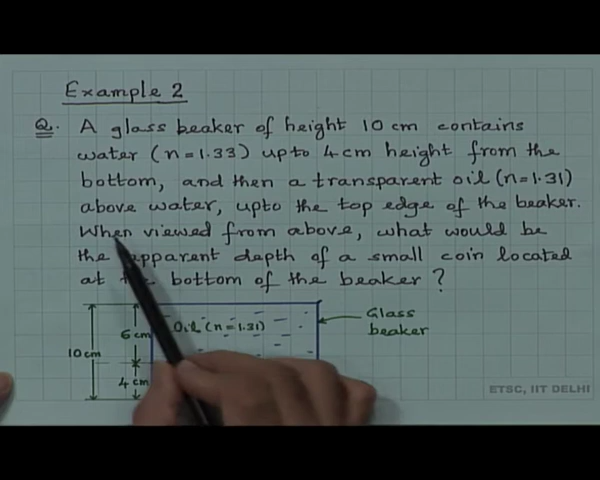 Example 2
Q. A glass beaker of height 10 cm contains
water (n=1.33) upto 4 cm height from the
bottom, and then a transparent oil (n=1.31)
above water, upto the top edge of the beaker.
When viewed from above, what would be
the apparent depth of a small coin located
at the bottom of the beaker?
Oil (n=1.31)
Glass
beaker
6 cm
10 cm
4 cm
ETSC, IIT DELHI